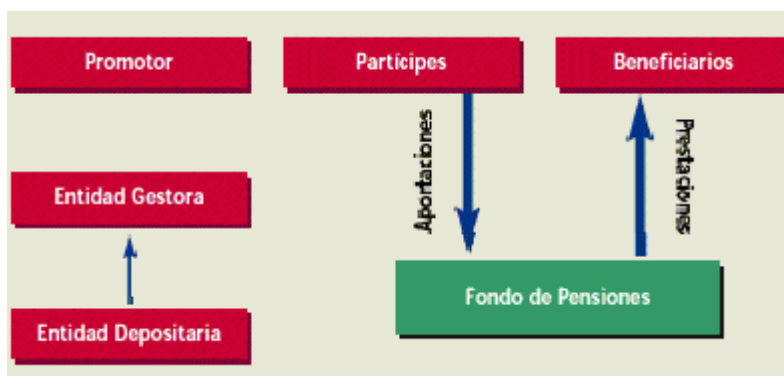 Promotor
Partícipes
Beneficiarios
Aportaciones
Prestaciones
Entidad Gestora
Fondo de Pensiones
Entidad Depositaria